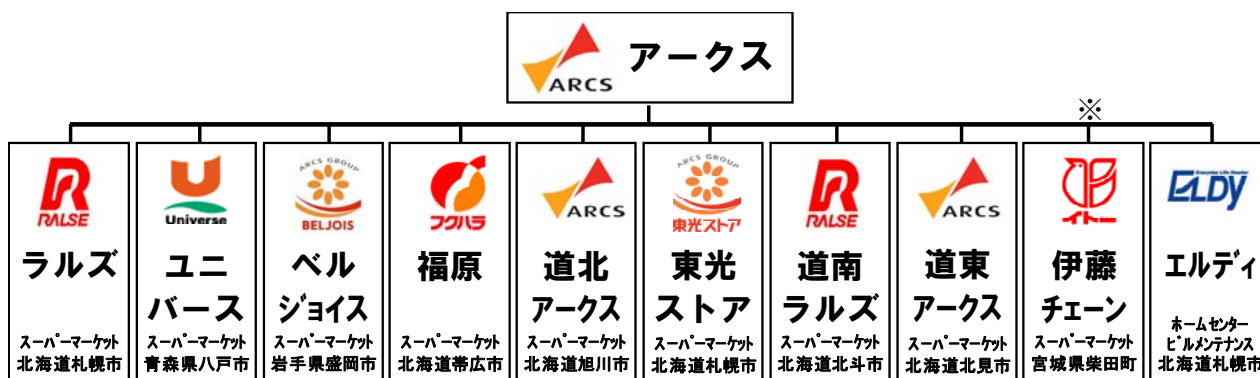 ARCS
アークス
※
RALSE
ラルズ
スーパーマーケット
北海道札幌市
Universe
ユニ
バース
スーパーマーケット
青森県八戸市
ARCS GROUP
BELJOIS
ベル
ジョイス
スーパーマーケット
岩手県盛岡市
フクハラ
福原
スーパーマーケット
北海道帯広市
ARCS
道北
アークス
スーパーマーケット
北海道旭川市
ARCS GROUP
東光ストア
東光
ストア
スーパーマーケット
北海道札幌市
RALSE
道南
ラルズ
スーパーマーケット
北海道北斗市
ARCS
道東
アークス
スーパーマーケット
北海道北見市
イトー
伊藤
チェーン
スーパーマーケット
宮城県柴田町
Everyday Life Ready
ELDY
エルディ
ホームセンター
ビルメンテナンス
北海道札幌市